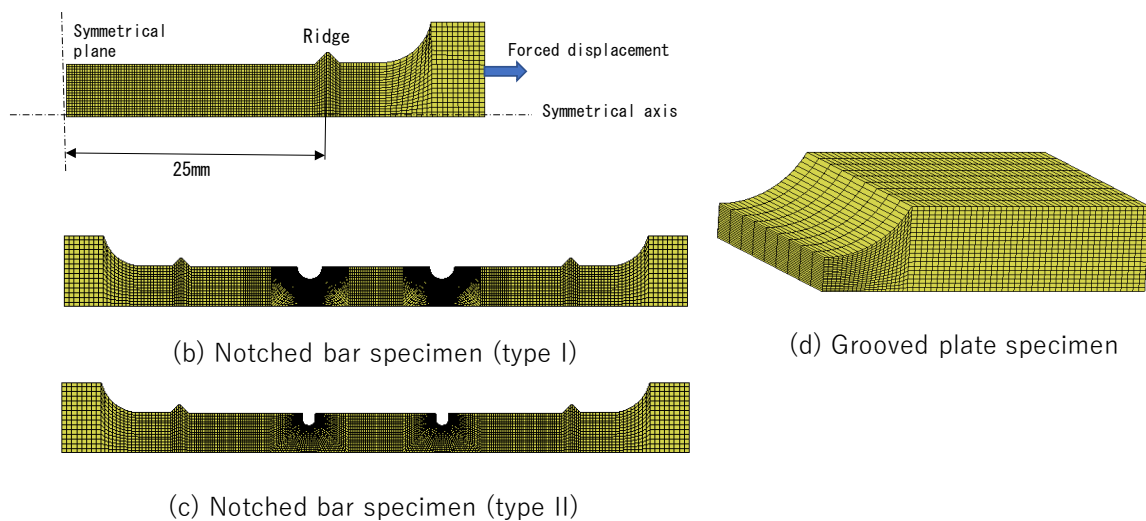 Symmetrical
plane
Ridge
Forced displacement
Symmetrical axis
25mm
(b) Notched bar specimen (type I)
(d) Grooved plate specimen
(c) Notched bar specimen (type II)